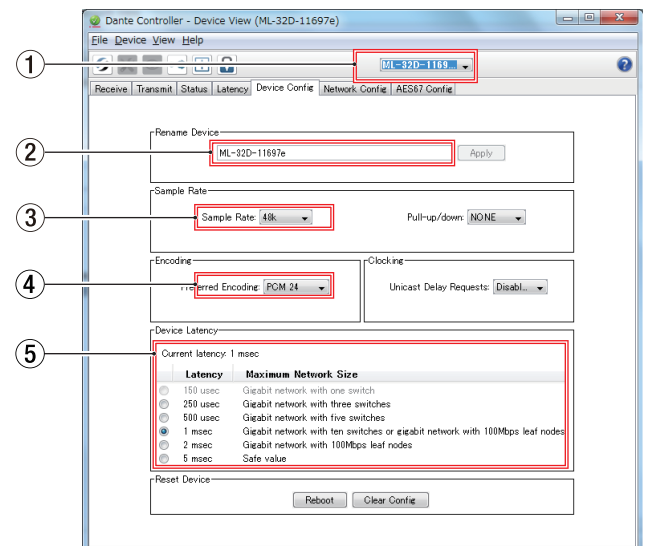 Dante Controller - Device View (ML-32D-11697e)
File Device View Help
1
ML-32D-1169...
?
Receive Transmit Status Latency Device Config Network Config AES67 Config
Rename Device
2
ML-32D-11697e
Apply
Sample Rate
3
Sample Rate: 48k
Pull-up/down: NONE
Encoding
Clocking
4
Preferred Encoding: PCM 24
Unicast Delay Requests: Disabl...
Device Latency
5
Current latency: 1 msec
Latency Maximum Network Size
150 usec Gigabit network with one switch
250 usec Gigabit network with three switches
500 usec Gigabit network with five switches
1 msec Gigabit network with ten switches or gigabit network with 100Mbps leaf nodes
2 msec Gigabit network with 100Mbps leaf nodes
5 msec Safe value
Reset Device
Reboot Clear Config